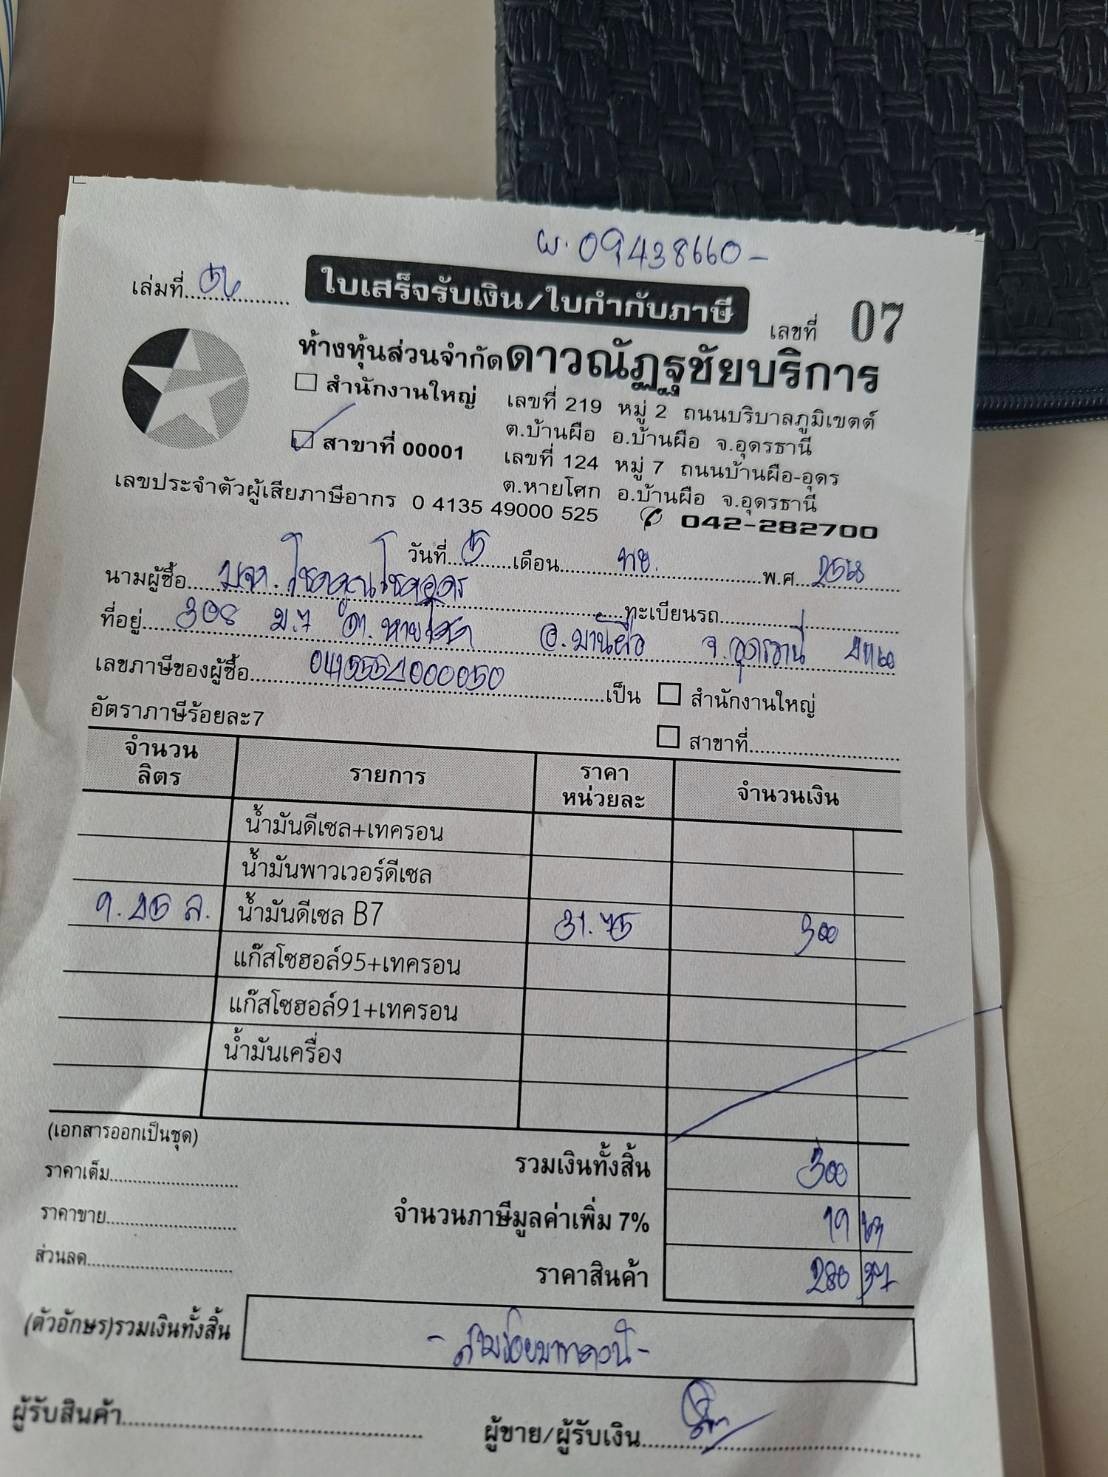 09438660-
เล่มที่
ใบเสร็จรับเงิน/ใบกำกับภาษี
เลขที่ 07
ห้างหุ้นส่วนจำกัดดาวณัฏฐชัยบริการ
สำนักงานใหญ่ เลขที่ 219 หมู่ 2 ถนนบริบาลภูมิเขตต์
ต.บ้านผือ อ.บ้านผือ จ.อุดรธานี
สาขาที่ 00001 เลขที่ 124 หมู่ 7 ถนนบ้านผือ-อุดร
ต.หายโศก อ.บ้านผือ จ.อุดรธานี
เลขประจำตัวผู้เสียภาษีอากร 0 4135 49000 525 042-282700
วันที่ 5 เดือน พ.ศ. 2568
นามผู้ซื้อ ทะเบียนรถ
ที่อยู่ 308 ม.7 ต.หายโศก อ.บ้านผือ จ.อุดรธานี
เลขภาษีของผู้ซื้อ เป็น สำนักงานใหญ่
อัตราภาษีร้อยละ7 สาขาที่
จำนวนลิตร รายการ ราคาหน่วยละ จำนวนเงิน
น้ำมันดีเซล+เทครอน
น้ำมันพาวเวอร์ดีเซล
9.45 ล. น้ำมันดีเซล B7 31.75 300
แก๊สโซฮอล์95+เทครอน
แก๊สโซฮอล์91+เทครอน
น้ำมันเครื่อง
(เอกสารออกเป็นชุด)
ราคาเต็ม รวมเงินทั้งสิ้น 300
ราคาขาย จำนวนภาษีมูลค่าเพิ่ม 7% 19 63
ส่วนลด ราคาสินค้า 280 37
(ตัวอักษร)รวมเงินทั้งสิ้น -สามร้อยบาทถ้วน-
ผู้รับสินค้า ผู้ขาย/ผู้รับเงิน